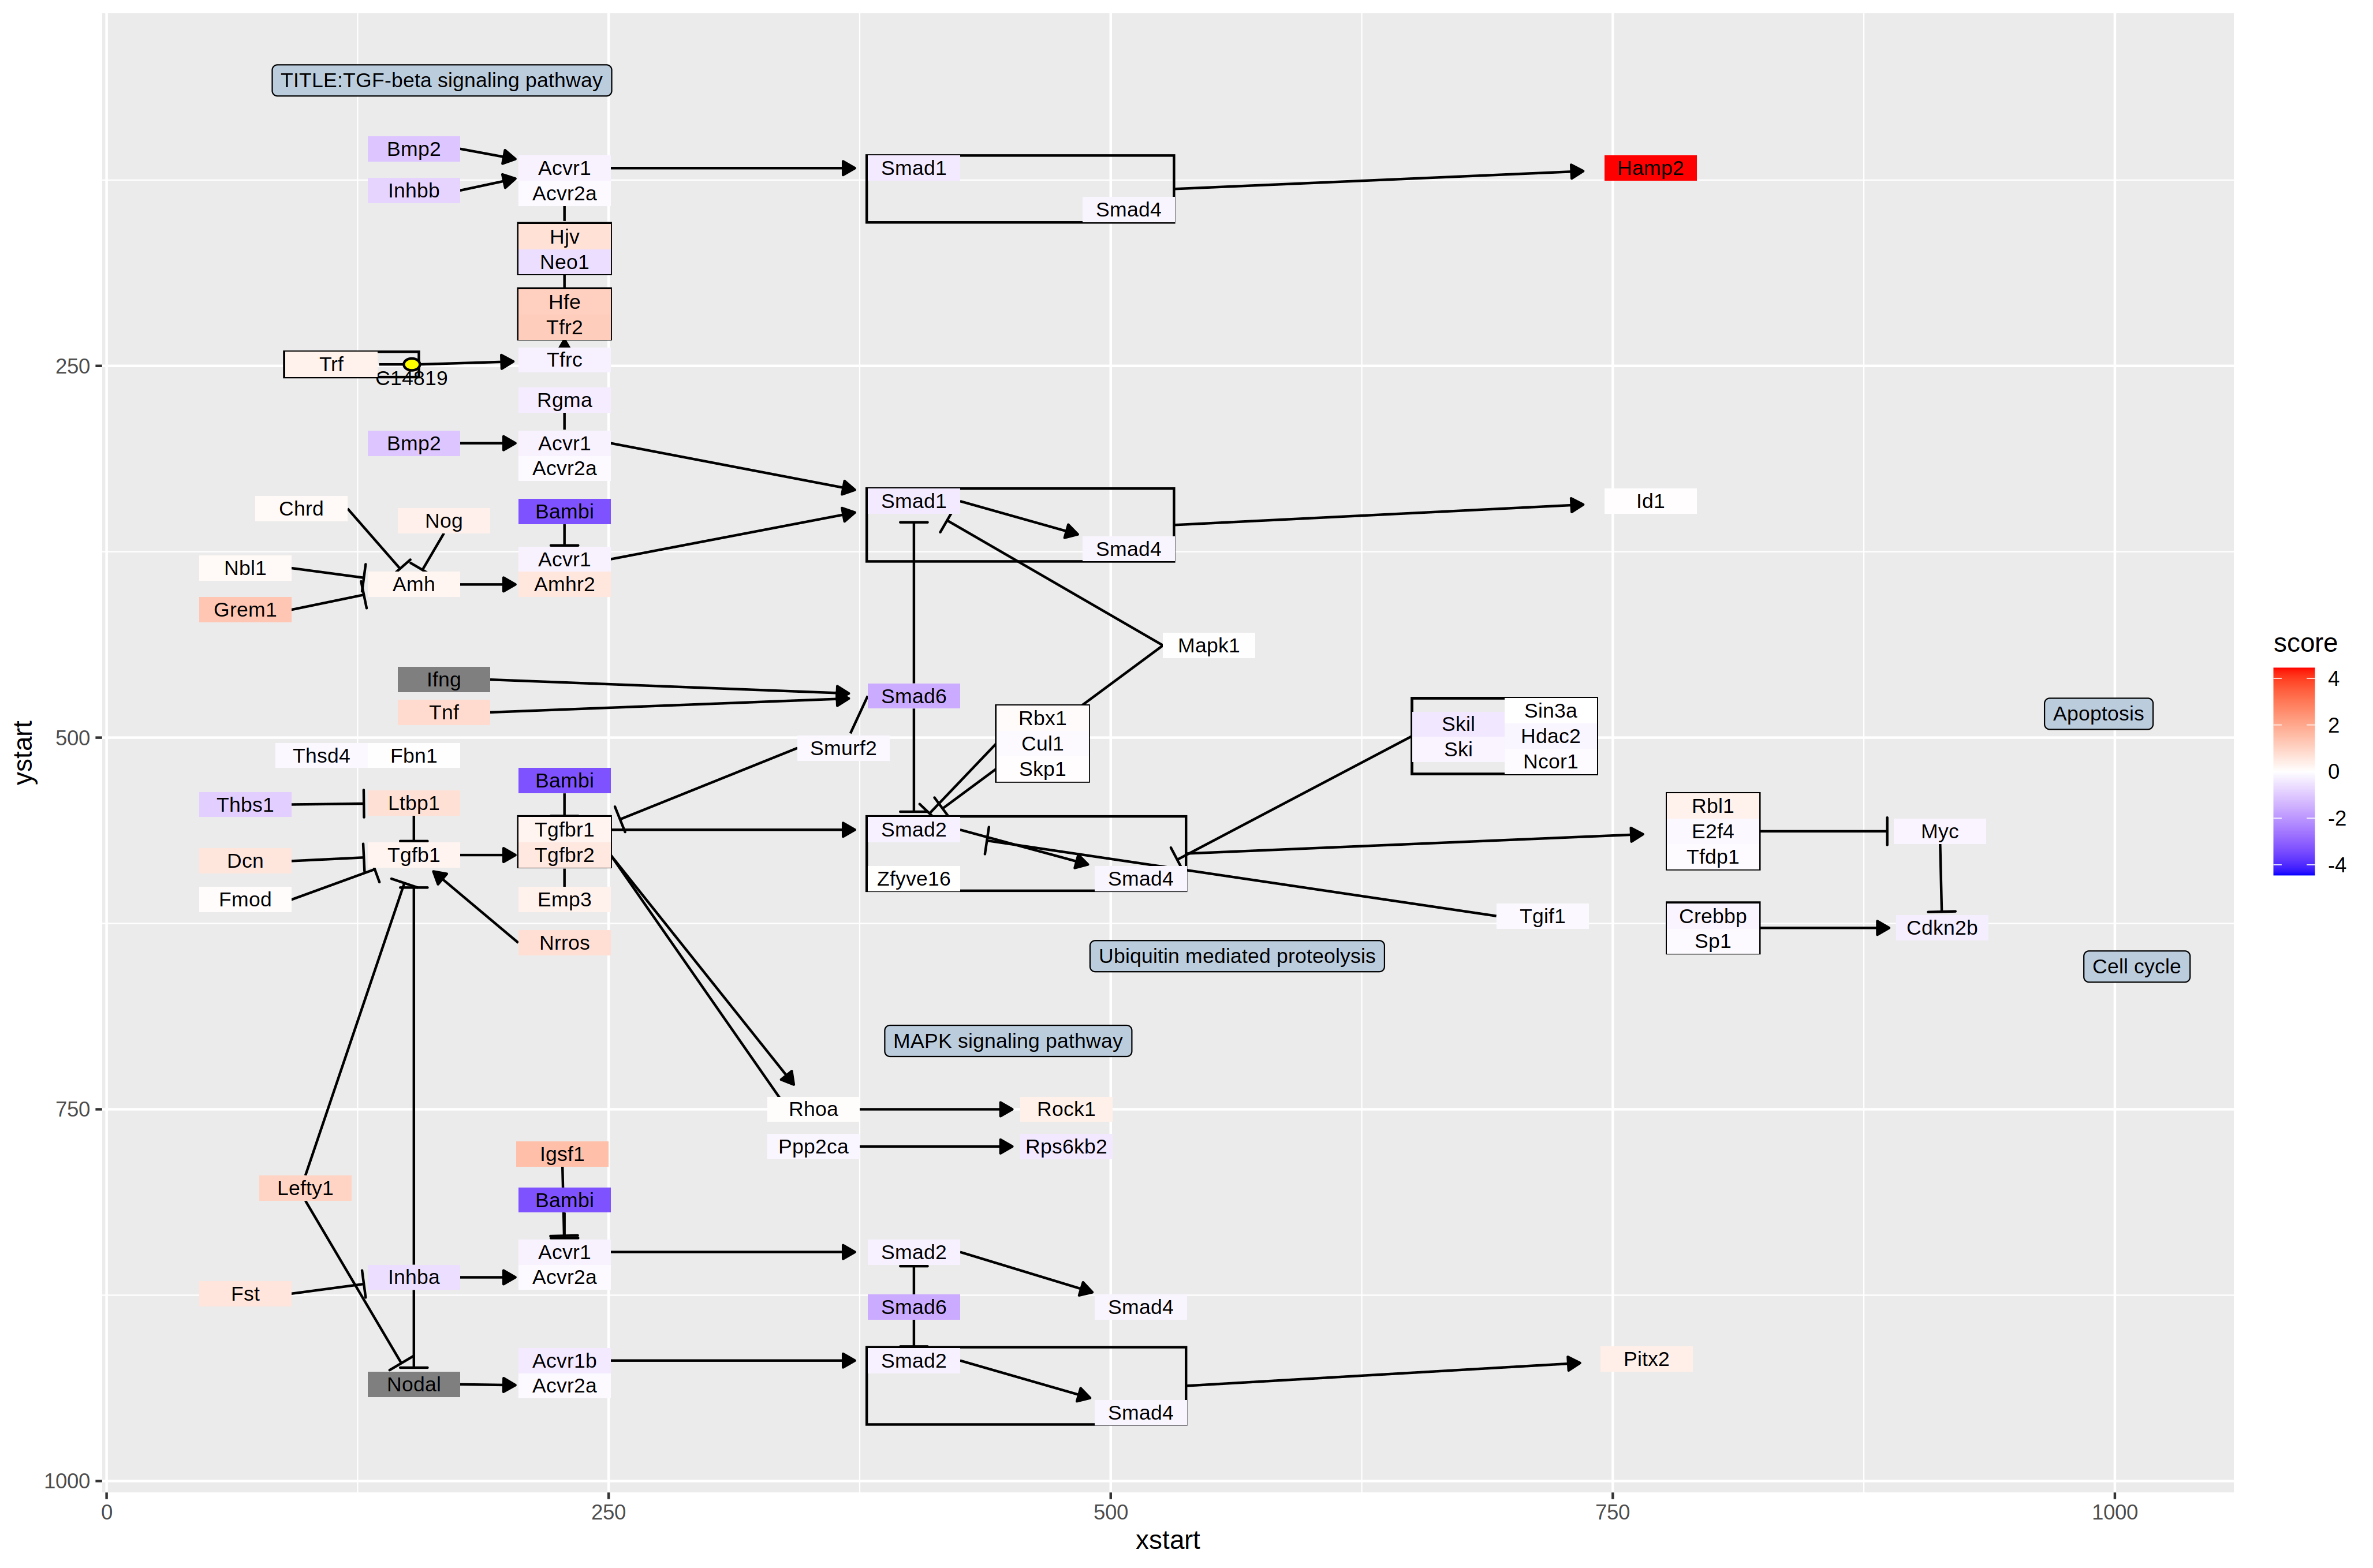 TITLE:TGF-beta signaling pathway
Bmp2
Acvr1
Smad1
Hamp2
Inhbb
Acvr2a
Smad4
Hjv
Neo1
Hfe
Tfr2
Trf
C14819
Tfrc
250
Rgma
Bmp2
Acvr1
Acvr2a
Chrd
Nog
Bambi
Smad1
Id1
Smad4
Nbl1
Amh
Acvr1
Amhr2
Grem1
Mapk1
Ifng
Tnf
Smad6
Smurf2
Rbx1
Cul1
Skp1
Skil
Ski
Sin3a
Hdac2
Ncor1
Apoptosis
500
Thsd4
Fbn1
Bambi
Thbs1
Ltbp1
Tgfbr1
Tgfbr2
Smad2
Zfyve16
Smad4
Rbl1
E2f4
Tfdp1
Myc
Dcn
Tgfb1
Fmod
Emp3
Nrros
Tgif1
Crebbp
Sp1
Cdkn2b
Ubiquitin mediated proteolysis
Cell cycle
MAPK signaling pathway
750
Rhoa
Rock1
Ppp2ca
Rps6kb2
Igsf1
Lefty1
Bambi
Acvr1
Acvr2a
Smad2
Inhba
Fst
Smad6
Smad4
Acvr1b
Acvr2a
Smad2
Pitx2
Nodal
Smad4
1000
0
250
500
750
1000
xstart
ystart
score
4
2
0
-2
-4